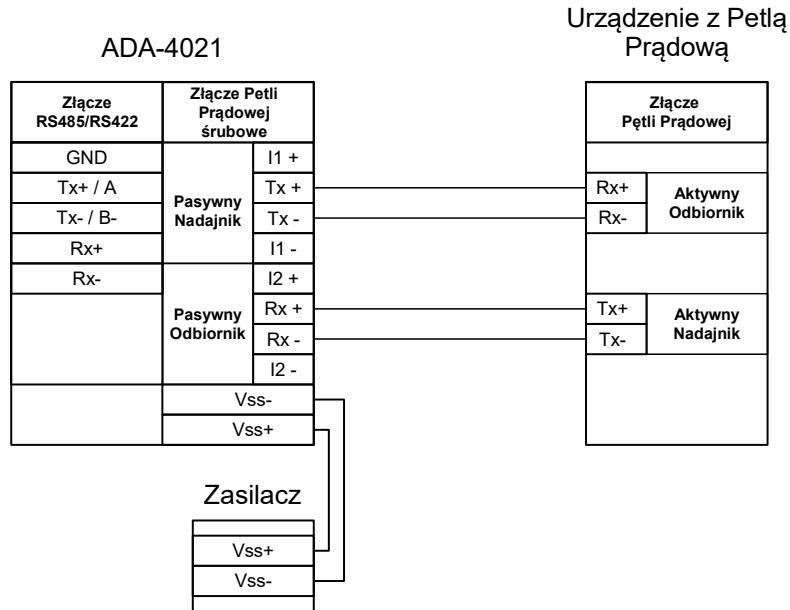 ADA-4021
Urządzenie z Petlą
Prądową
Złącze
RS485/RS422
Złącze Petli
Prądowej
śrubowe
GND
Tx+ / A
Tx- / B-
Rx+
Rx-
Pasywny
Nadajnik
I1 +
Tx +
Tx -
I1 -
Pasywny
Odbiornik
I2 +
Rx +
Rx -
I2 -
Vss-
Vss+
Złącze
Pętli Prądowej
Rx+
Rx-
Aktywny
Odbiornik
Tx+
Tx-
Aktywny
Nadajnik
Zasilacz
Vss+
Vss-